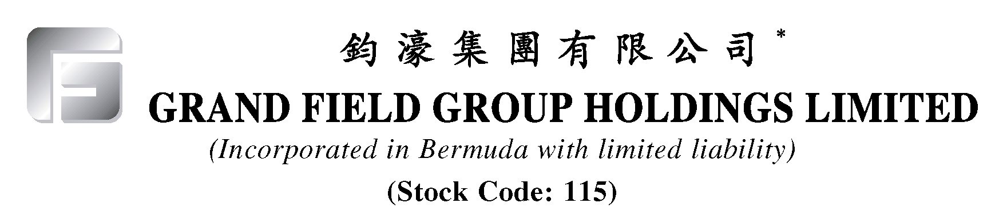 鈞濠集團有限公司*
GRAND FIELD GROUP HOLDINGS LIMITED
(Incorporated in Bermuda with limited liability)
(Stock Code: 115)